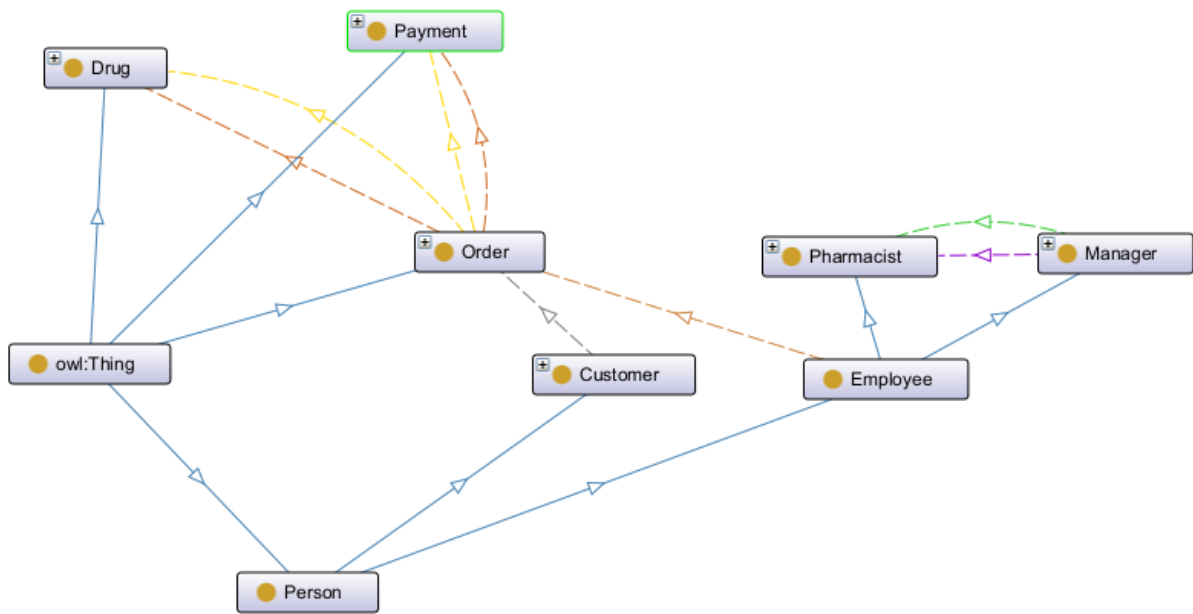 Payment
Drug
Order
Pharmacist
Manager
owl:Thing
Customer
Employee
Person